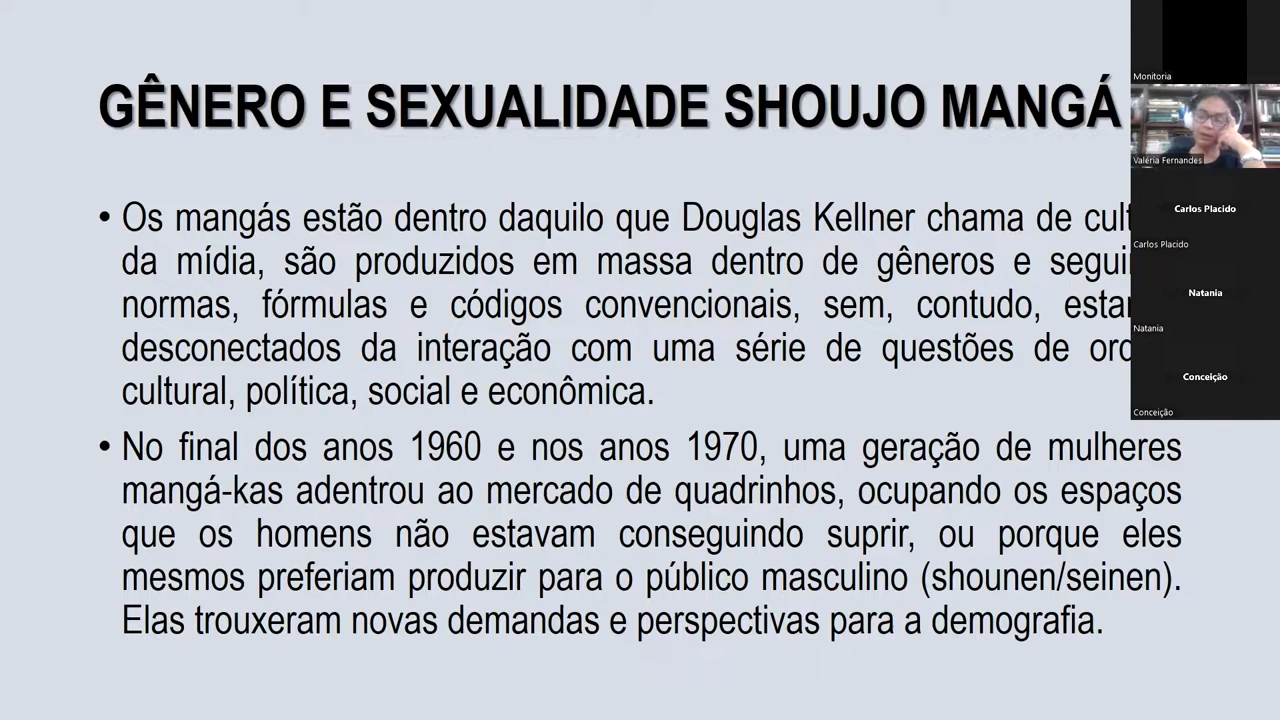 GÊNERO E SEXUALIDADE SHOUJO MANGÁ
• Os mangás estão dentro daquilo que Douglas Kellner chama de
da mídia, são produzidos em massa dentro de gêneros e
normas, fórmulas e códigos convencionais, sem, contudo,
desconectados da interação com uma série de questões de
cultural, política, social e econômica.
• No final dos anos 1960 e nos anos 1970, uma geração de mulheres
mangá-kas adentrou ao mercado de quadrinhos, ocupando os espaços
que os homens não estavam conseguindo suprir, ou porque eles
mesmos preferiam produzir para o público masculino (shounen/seinen).
Elas trouxeram novas demandas e perspectivas para a demografia.
Monitoria
Valéria Fernandes
Carlos Placido
Carlos Placido
Natania
Natania
Conceição
Conceição